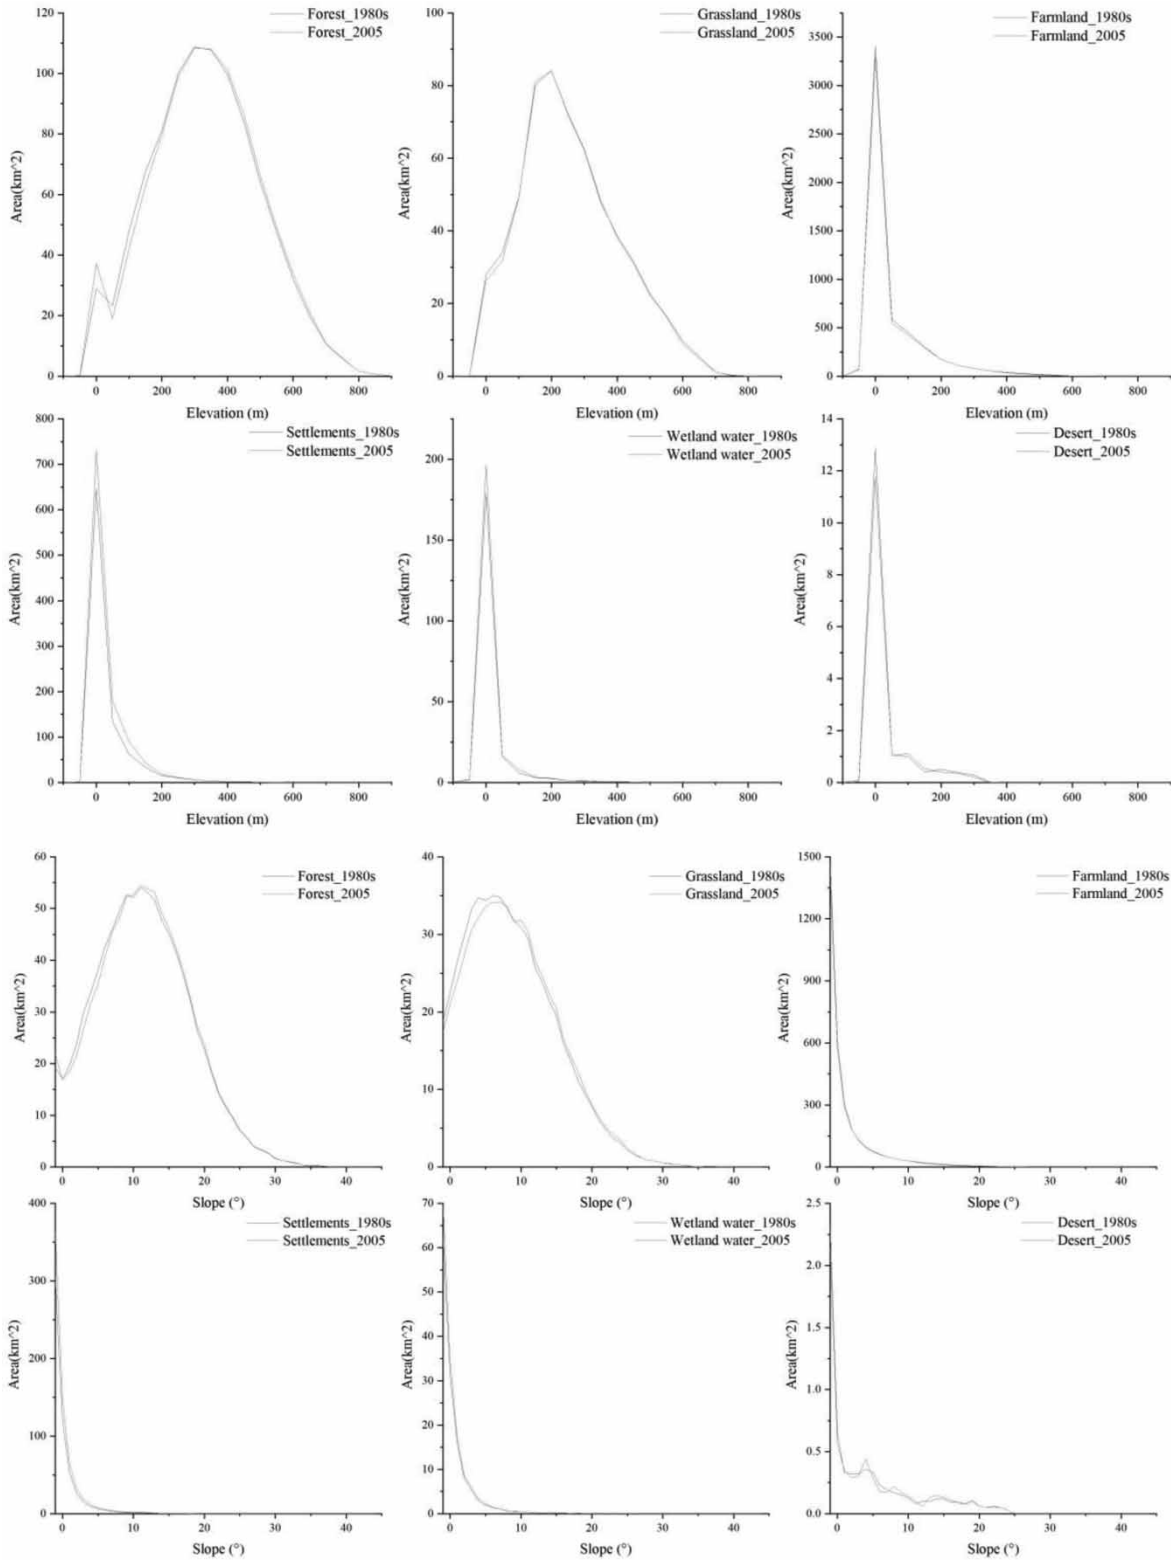 Forest_1980s
Forest_2005
120
100
80
60
40
20
0
Area(km^2)
0 200 400 600 800
Elevation (m)
Grassland_1980s
Grassland_2005
100
80
60
40
20
0
Area(km^2)
0 200 400 600 800
Elevation (m)
Farmland_1980s
Farmland_2005
3500
3000
2500
2000
1500
1000
500
0
Area(km^2)
0 200 400 600 800
Elevation (m)
Settlements_1980s
Settlements_2005
800
700
600
500
400
300
200
100
0
Area(km^2)
0 200 400 600 800
Elevation (m)
Wetland water_1980s
Wetland water_2005
200
150
100
50
0
Area(km^2)
0 200 400 600 800
Elevation (m)
Desert_1980s
Desert_2005
14
12
10
8
6
4
2
0
Area(km^2)
0 200 400 600 800
Elevation (m)
Forest_1980s
Forest_2005
60
50
40
30
20
10
0
Area(km^2)
0 10 20 30 40
Slope (°)
Grassland_1980s
Grassland_2005
40
30
20
10
0
Area(km^2)
0 10 20 30 40
Slope (°)
Farmland_1980s
Farmland_2005
1500
1200
900
600
300
0
Area(km^2)
0 10 20 30 40
Slope (°)
Settlements_1980s
Settlements_2005
400
300
200
100
0
Area(km^2)
0 10 20 30 40
Slope (°)
Wetland water_1980s
Wetland water_2005
70
60
50
40
30
20
10
0
Area(km^2)
0 10 20 30 40
Slope (°)
Desert_1980s
Desert_2005
2.5
2.0
1.5
1.0
0.5
0.0
Area(km^2)
0 10 20 30 40
Slope (°)